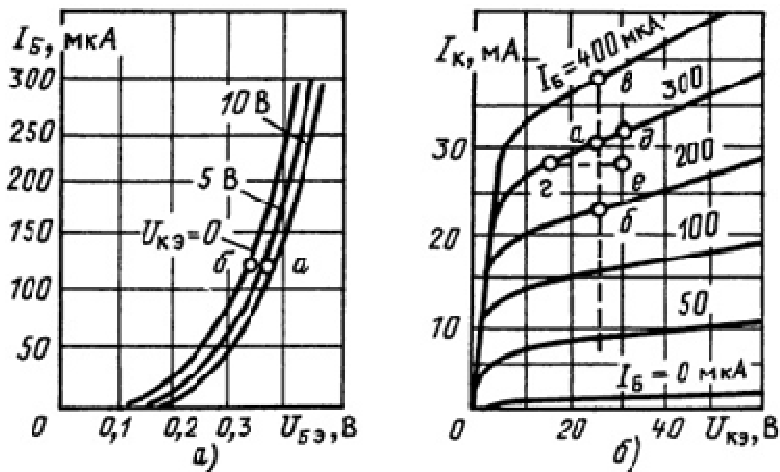 I_Б, мкА
300
250
200
150
100
50
0
10 В
5 В
U_КЭ=0
б
а
0,1
0,2
0,3
U_БЭ, В
а)
I_К, мА
30
20
10
0
I_Б=400 мкА
в
300
а
д
200
г
е
б
100
50
I_Б = 0 мкА
20
40
U_КЭ, В
б)